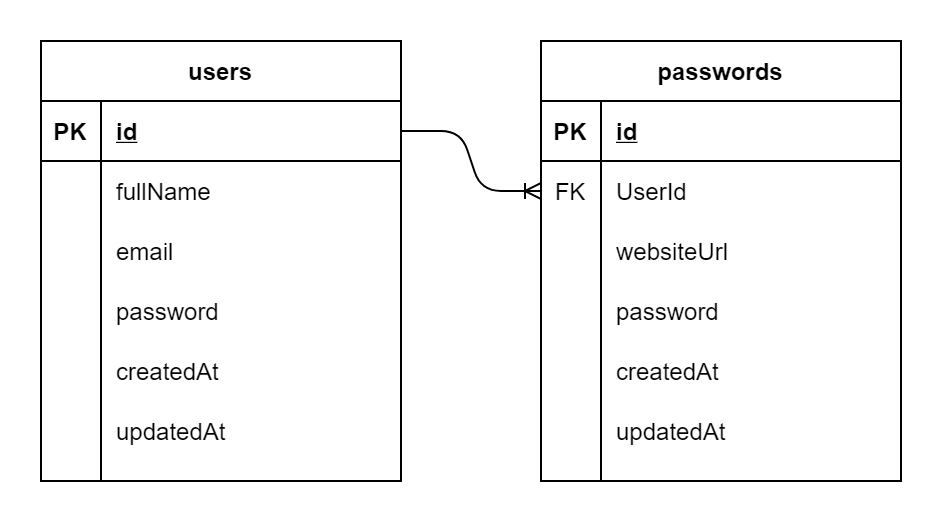 users
PK id
fullName
email
password
createdAt
updatedAt
passwords
PK id
FK UserId
websiteUrl
password
createdAt
updatedAt